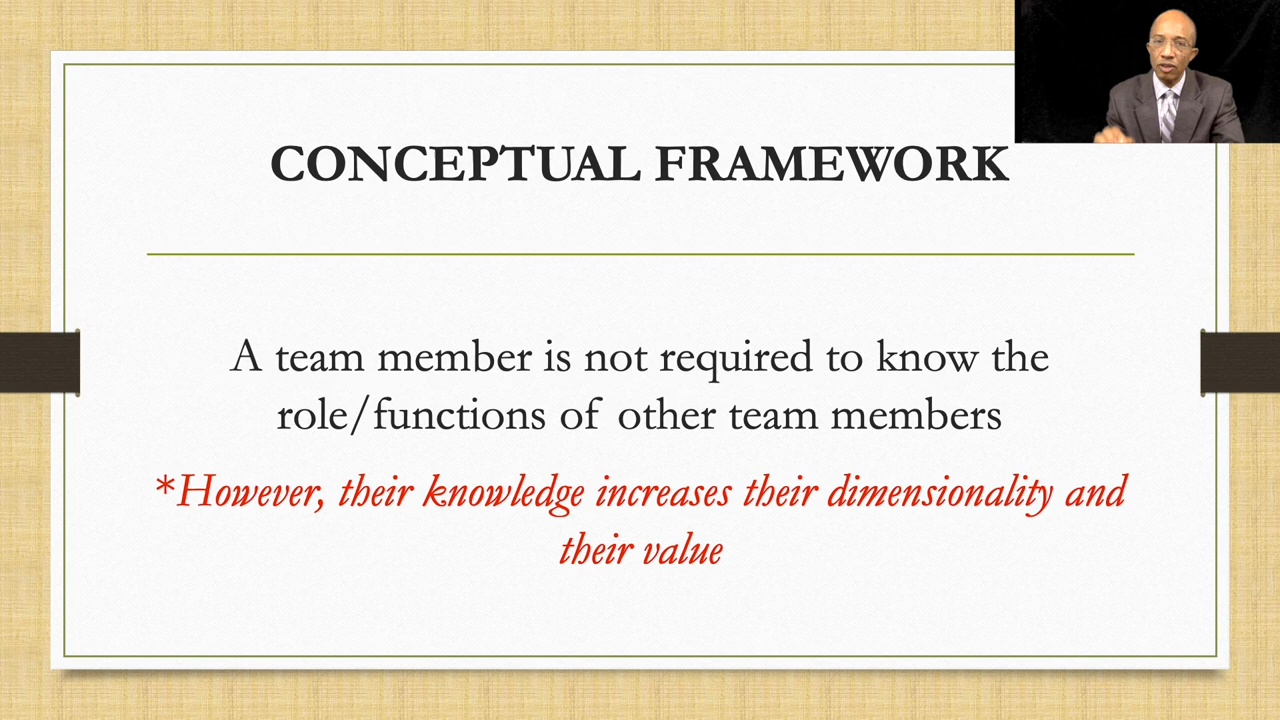 CONCEPTUAL FRAMEWORK
A team member is not required to know the
role/functions of other team members
*However, their knowledge increases their dimensionality and
their value